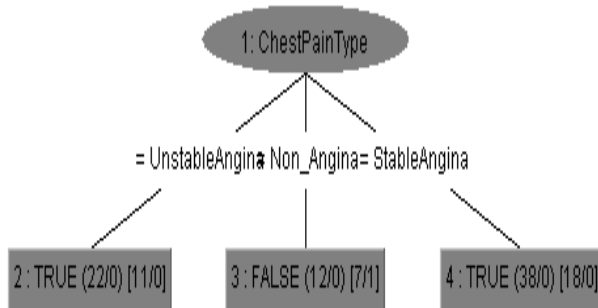 1: ChestPainType
= UnstableAngina = Non_Angina = StableAngina
2 : TRUE (22/0) [11/0] 3 : FALSE (12/0) [7/1] 4 : TRUE (38/0) [18/0]